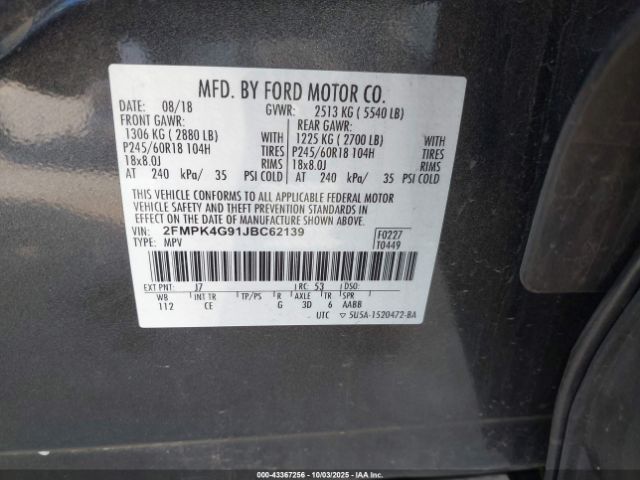 MFD. BY FORD MOTOR CO.
DATE: 08/18 GVWR: 2513 KG ( 5540 LB)
FRONT GAWR: REAR GAWR:
1306 KG ( 2880 LB) WITH 1225 KG ( 2700 LB) WITH
P245/60R18 104H TIRES P245/60R18 104H TIRES
18x8.0J RIMS 18x8.0J RIMS
AT 240 kPa/ 35 PSI COLD AT 240 kPa/ 35 PSI COLD
THIS VEHICLE CONFORMS TO ALL APPLICABLE FEDERAL MOTOR
VEHICLE SAFETY AND THEFT PREVENTION STANDARDS IN
EFFECT ON THE DATE OF MANUFACTURE SHOWN ABOVE.
VIN: 2FMPK4G91JBC62139 F0227
TYPE: MPV T0449
EXT PNT: J7 RC: 53 DSO:
WB INT TR TP/PS R AXLE TR SPR
112 CE G 3D 6 AABB
UTC ▽ 5U5A-1520472-BA
10-43367256 | 10/03/2025 | IAA, Inc.